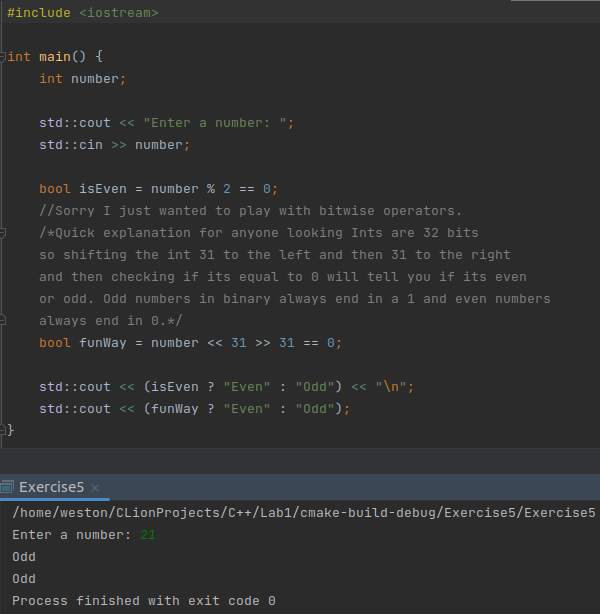 #include <iostream>
int main() {
    int number;
    std::cout << "Enter a number: ";
    std::cin >> number;
    bool isEven = number % 2 == 0;
    //Sorry I just wanted to play with bitwise operators.
    /*Quick explanation for anyone looking Ints are 32 bits
    so shifting the int 31 to the left and then 31 to the right
    and then checking if its equal to 0 will tell you if its even
    or odd. Odd numbers in binary always end in a 1 and even numbers
    always end in 0.*/
    bool funWay = number << 31 >> 31 == 0;
    std::cout << (isEven ? "Even" : "Odd") << "\n";
    std::cout << (funWay ? "Even" : "Odd");
}
Exercise5 ×
/home/weston/CLionProjects/C++/Lab1/cmake-build-debug/Exercise5/Exercise5
Enter a number: 21
Odd
Odd
Process finished with exit code 0